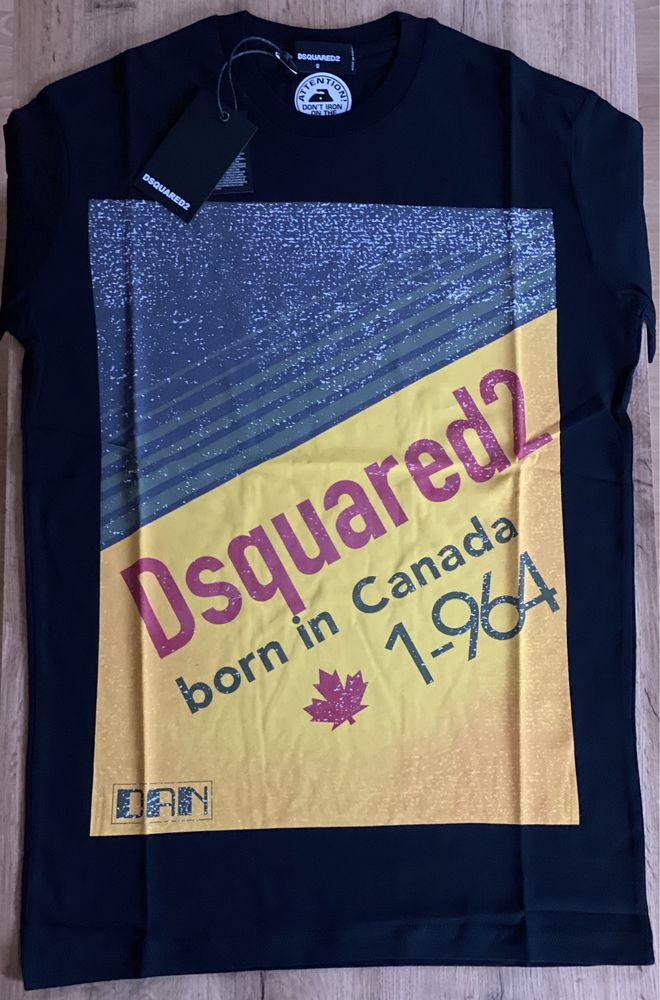 DSQUARED2
S
ATTENTION!
DON'T IRON
ON THE
DSQUARED2
Dsquared2
born in Canada
1-964
DAN